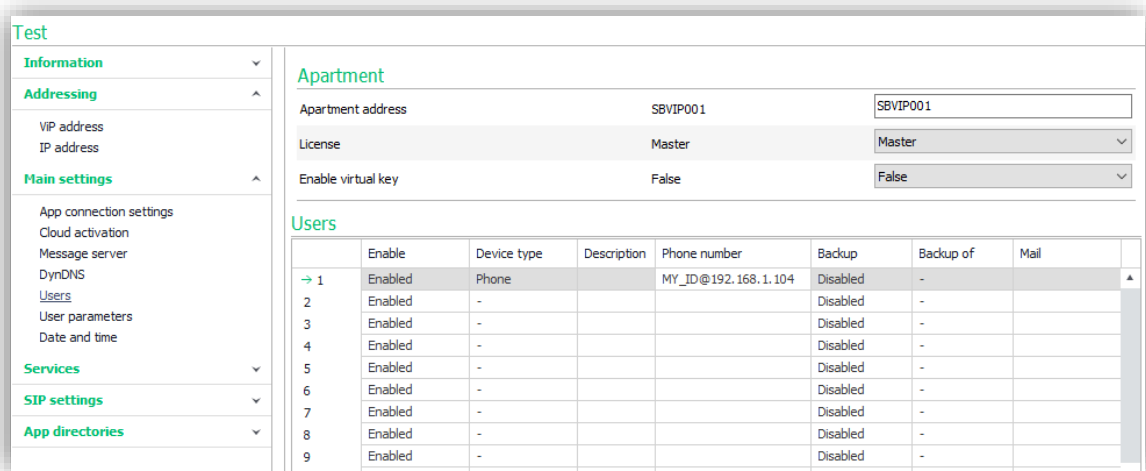 Test
Information
Addressing
ViP address
IP address
Main settings
App connection settings
Cloud activation
Message server
DynDNS
Users
User parameters
Date and time
Services
SIP settings
App directories
Apartment
Apartment address SBVIP001 SBVIP001
License Master Master
Enable virtual key False False
Users
Enable Device type Description Phone number Backup Backup of Mail
→ 1 Enabled Phone MY_ID@192.168.1.104 Disabled -
2 Enabled - Disabled -
3 Enabled - Disabled -
4 Enabled - Disabled -
5 Enabled - Disabled -
6 Enabled - Disabled -
7 Enabled - Disabled -
8 Enabled - Disabled -
9 Enabled - Disabled -